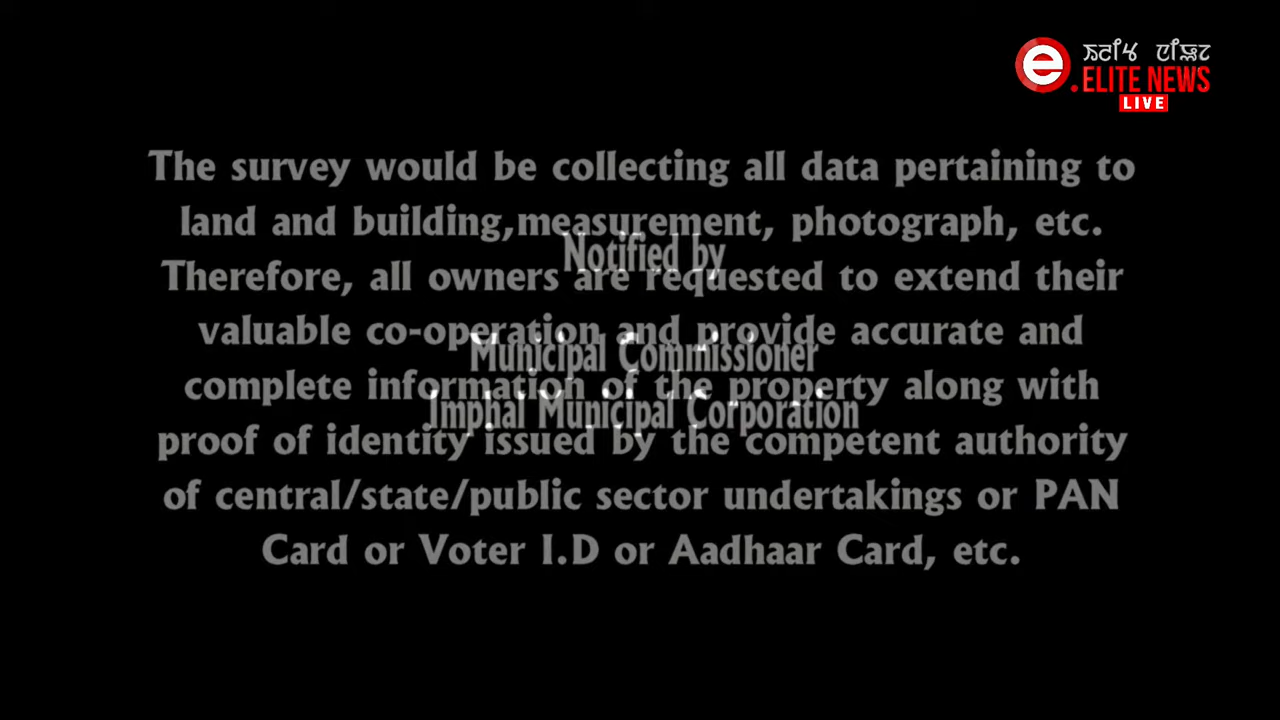 ꯏꯂꯥꯏꯠ ꯅꯤꯎꯖ
e.ELITE NEWS
LIVE
The survey would be collecting all data pertaining to
land and building,measurement, photograph, etc.
Therefore, all owners are requested to extend their
valuable co-operation and provide accurate and
complete information of the property along with
proof of identity issued by the competent authority
of central/state/public sector undertakings or PAN
Card or Voter I.D or Aadhaar Card, etc.
Notified by
Municipal Commissioner
Imphal Municipal Corporation